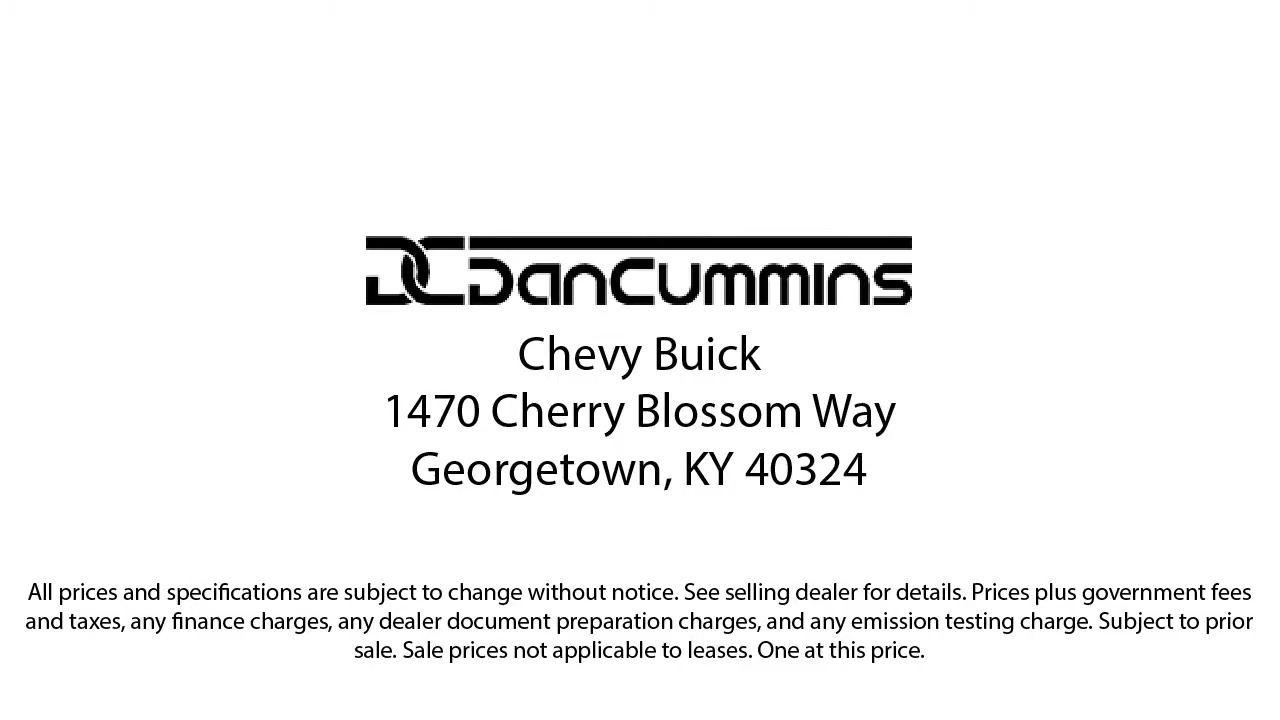 DC DanCummins
Chevy Buick
1470 Cherry Blossom Way
Georgetown, KY 40324
All prices and specifications are subject to change without notice. See selling dealer for details. Prices plus government fees
and taxes, any finance charges, any dealer document preparation charges, and any emission testing charge. Subject to prior
sale. Sale prices not applicable to leases. One at this price.